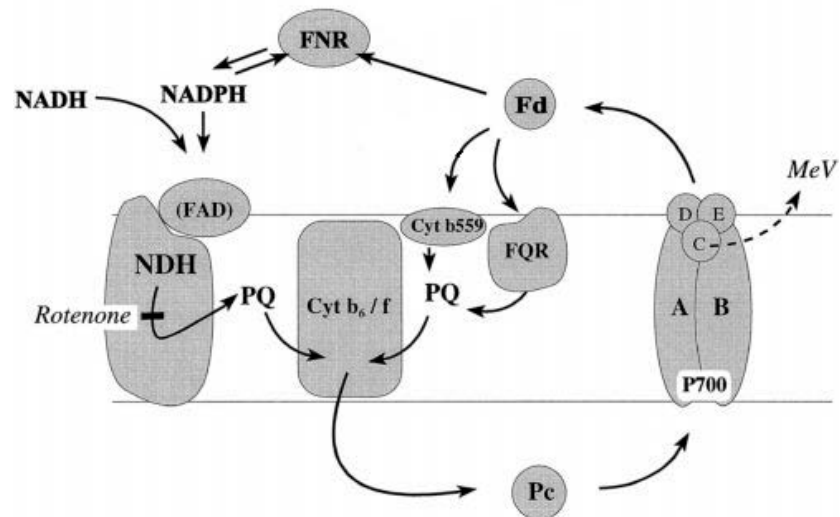 FNR
NADH
NADPH
Fd
MeV
(FAD)
D
E
C
Cyt b559
NDH
FQR
Rotenone
PQ
Cyt b₆ / f
PQ
A
B
P700
Pc